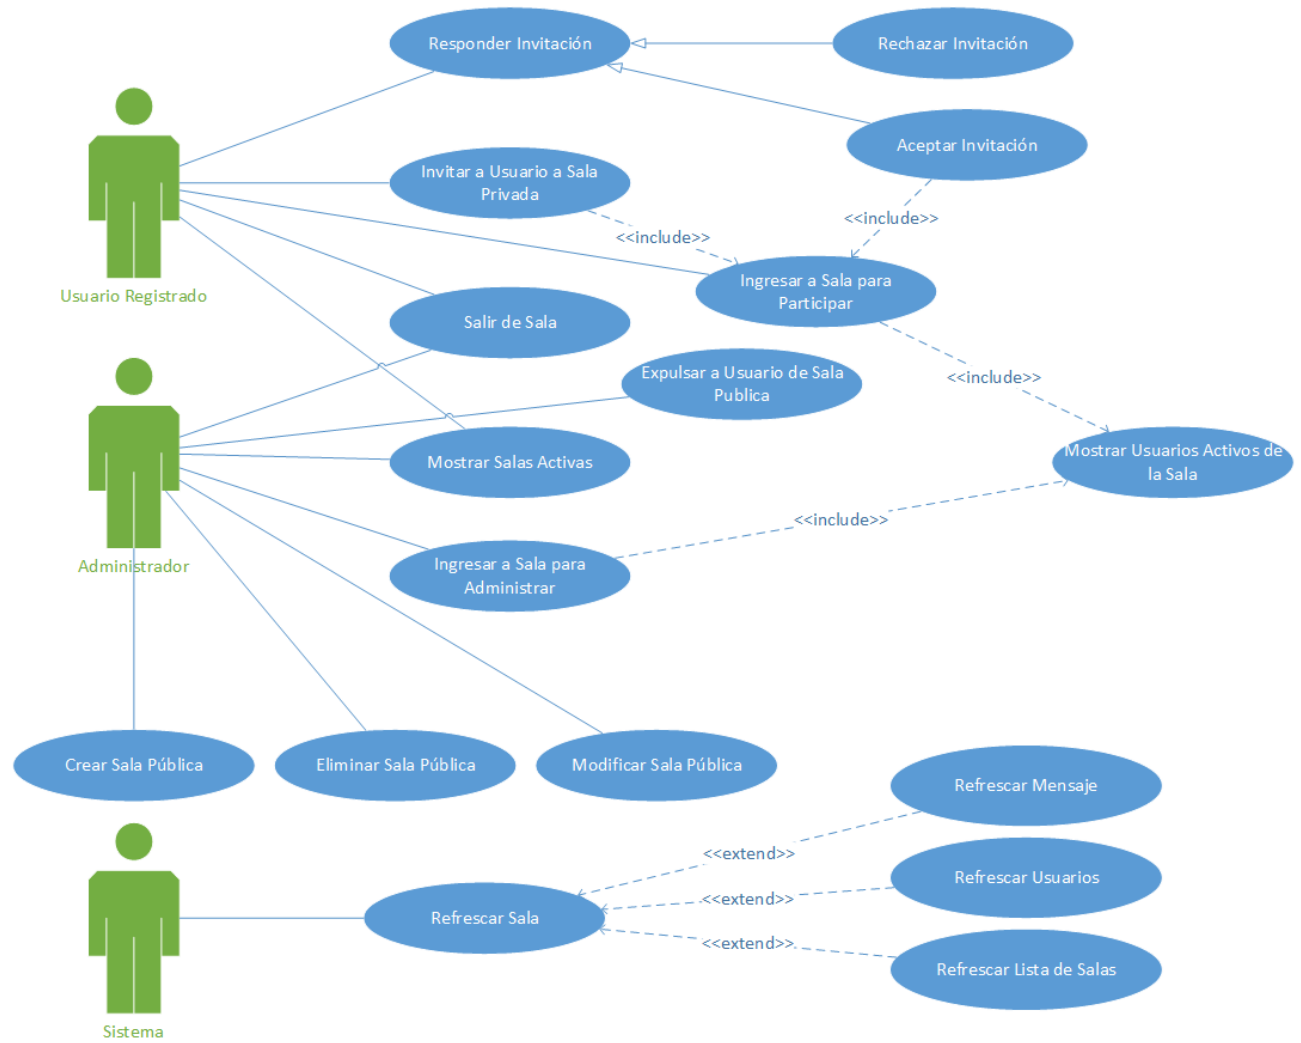 Responder Invitación
Rechazar Invitación
Aceptar Invitación
Invitar a Usuario a Sala
Privada
<<include>>
<<include>>
Ingresar a Sala para
Participar
Usuario Registrado
Salir de Sala
Expulsar a Usuario de Sala
Publica
<<include>>
Mostrar Salas Activas
Mostrar Usuarios Activos de
la Sala
<<include>>
Ingresar a Sala para
Administrar
Administrador
Crear Sala Pública
Eliminar Sala Pública
Modificar Sala Pública
Refrescar Mensaje
<<extend>>
Refrescar Usuarios
<<extend>>
Refrescar Sala
<<extend>>
Refrescar Lista de Salas
Sistema